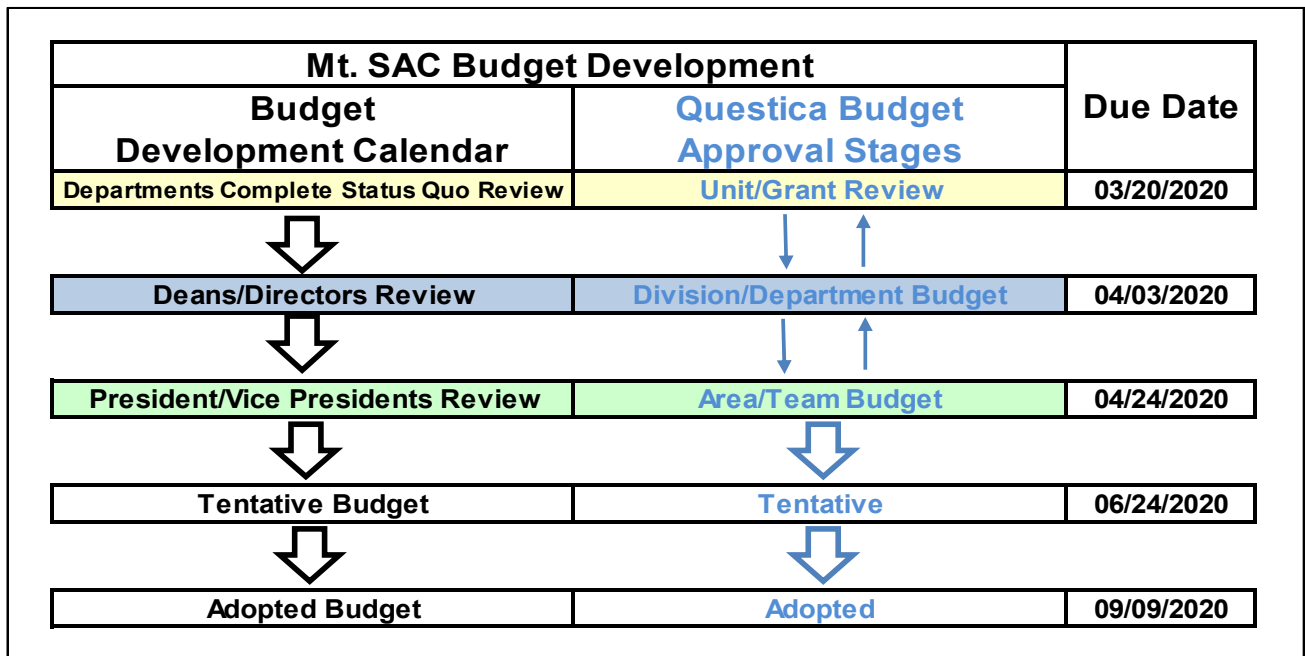 Mt. SAC Budget Development
Due Date
Budget
Development Calendar
Questica Budget
Approval Stages
Departments Complete Status Quo Review
Unit/Grant Review
03/20/2020
Deans/Directors Review
Division/Department Budget
04/03/2020
President/Vice Presidents Review
Area/Team Budget
04/24/2020
Tentative Budget
Tentative
06/24/2020
Adopted Budget
Adopted
09/09/2020